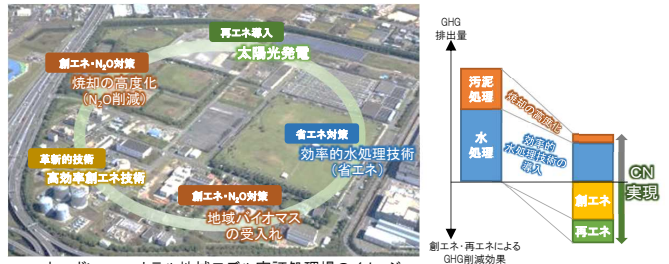 再エネ導入
太陽光発電
創エネ・N₂O対策
焼却の高度化
(N₂O削減)
省エネ対策
効率的水処理技術
(省エネ)
革新的技術
高効率創エネ技術
創エネ・N₂O対策
地域バイオマス
の受入れ
GHG
排出量
汚泥
処理
水
処理
焼却の高度化
効率的
水処理技術の
導入
創エネ
再エネ
CN
実現
創エネ・再エネによる
GHG削減効果